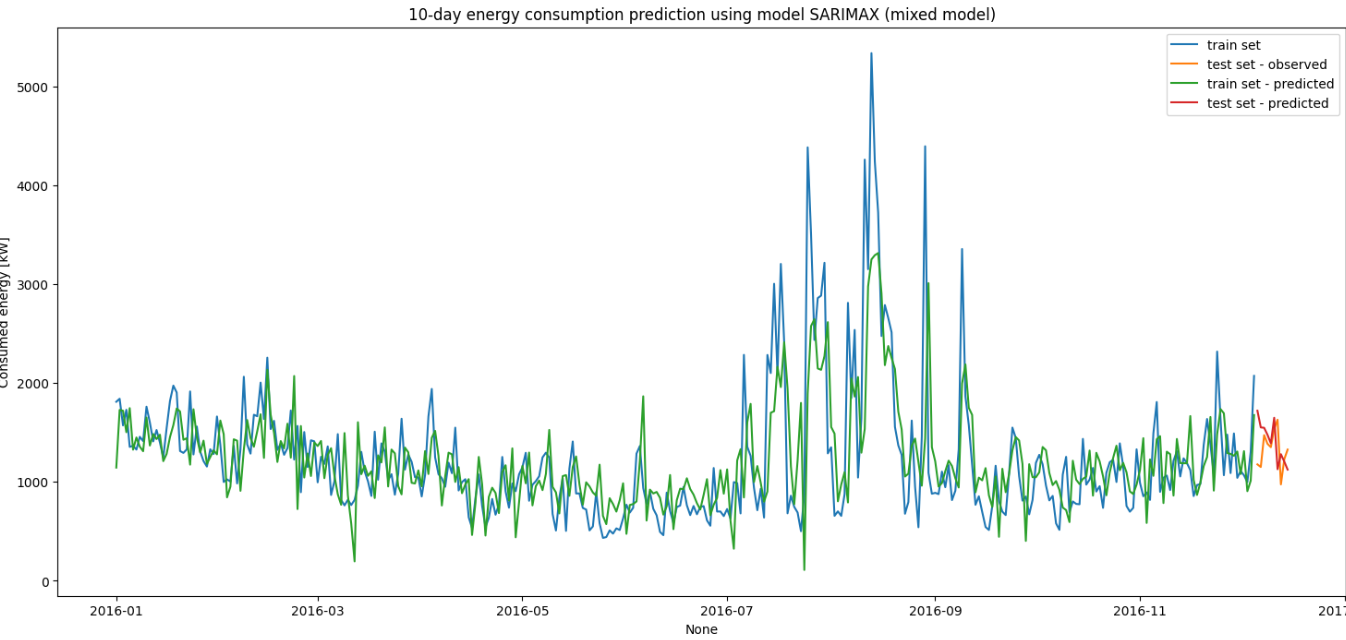 10-day energy consumption prediction using model SARIMAX (mixed model)
train set
test set - observed
train set - predicted
test set - predicted
Consumed energy [kW]
5000
4000
3000
2000
1000
0
2016-01
2016-03
2016-05
2016-07
2016-09
2016-11
2017
None